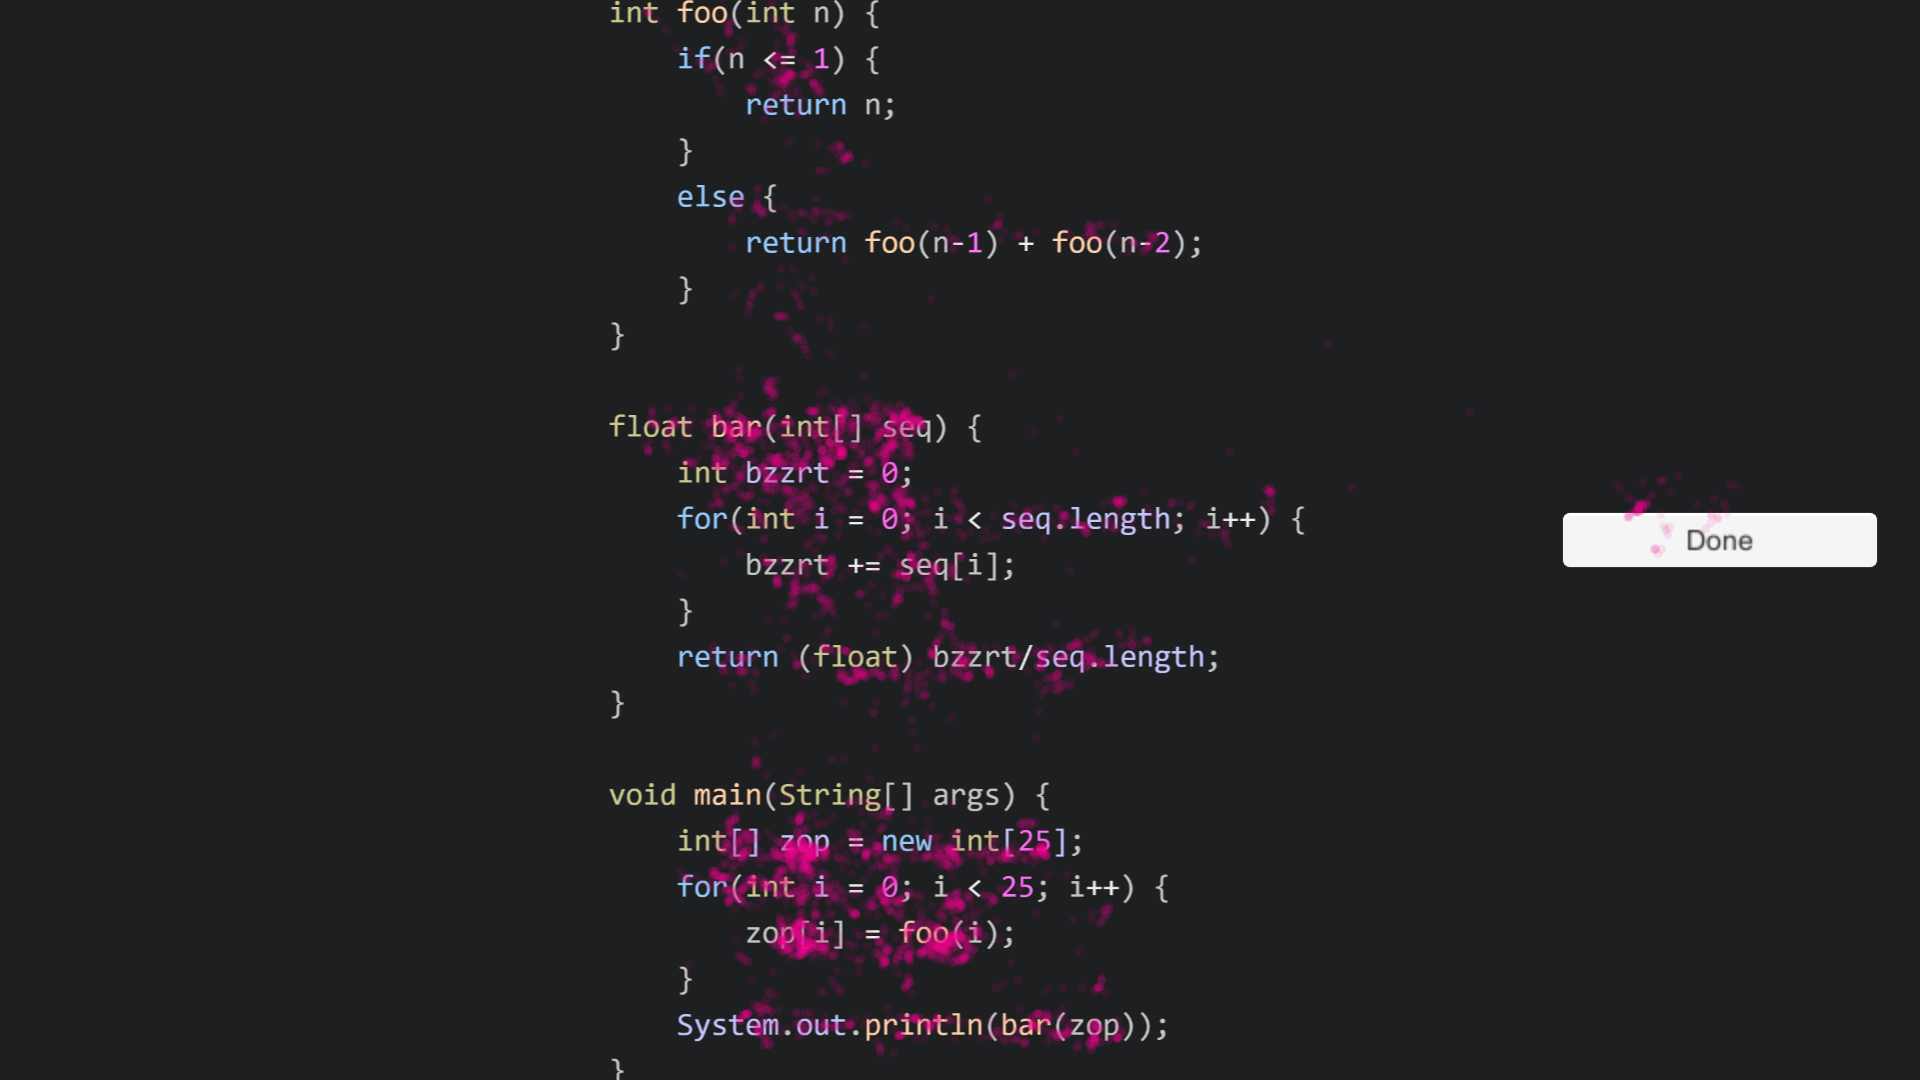 int foo(int n) {
    if(n <= 1) {
        return n;
    }
    else {
        return foo(n-1) + foo(n-2);
    }
}

float bar(int[] seq) {
    int bzzrt = 0;
    for(int i = 0; i < seq.length; i++) {
        bzzrt += seq[i];
    }
    return (float) bzzrt/seq.length;
}

void main(String[] args) {
    int[] zop = new int[25];
    for(int i = 0; i < 25; i++) {
        zop[i] = foo(i);
    }
    System.out.println(bar(zop));
}
Done